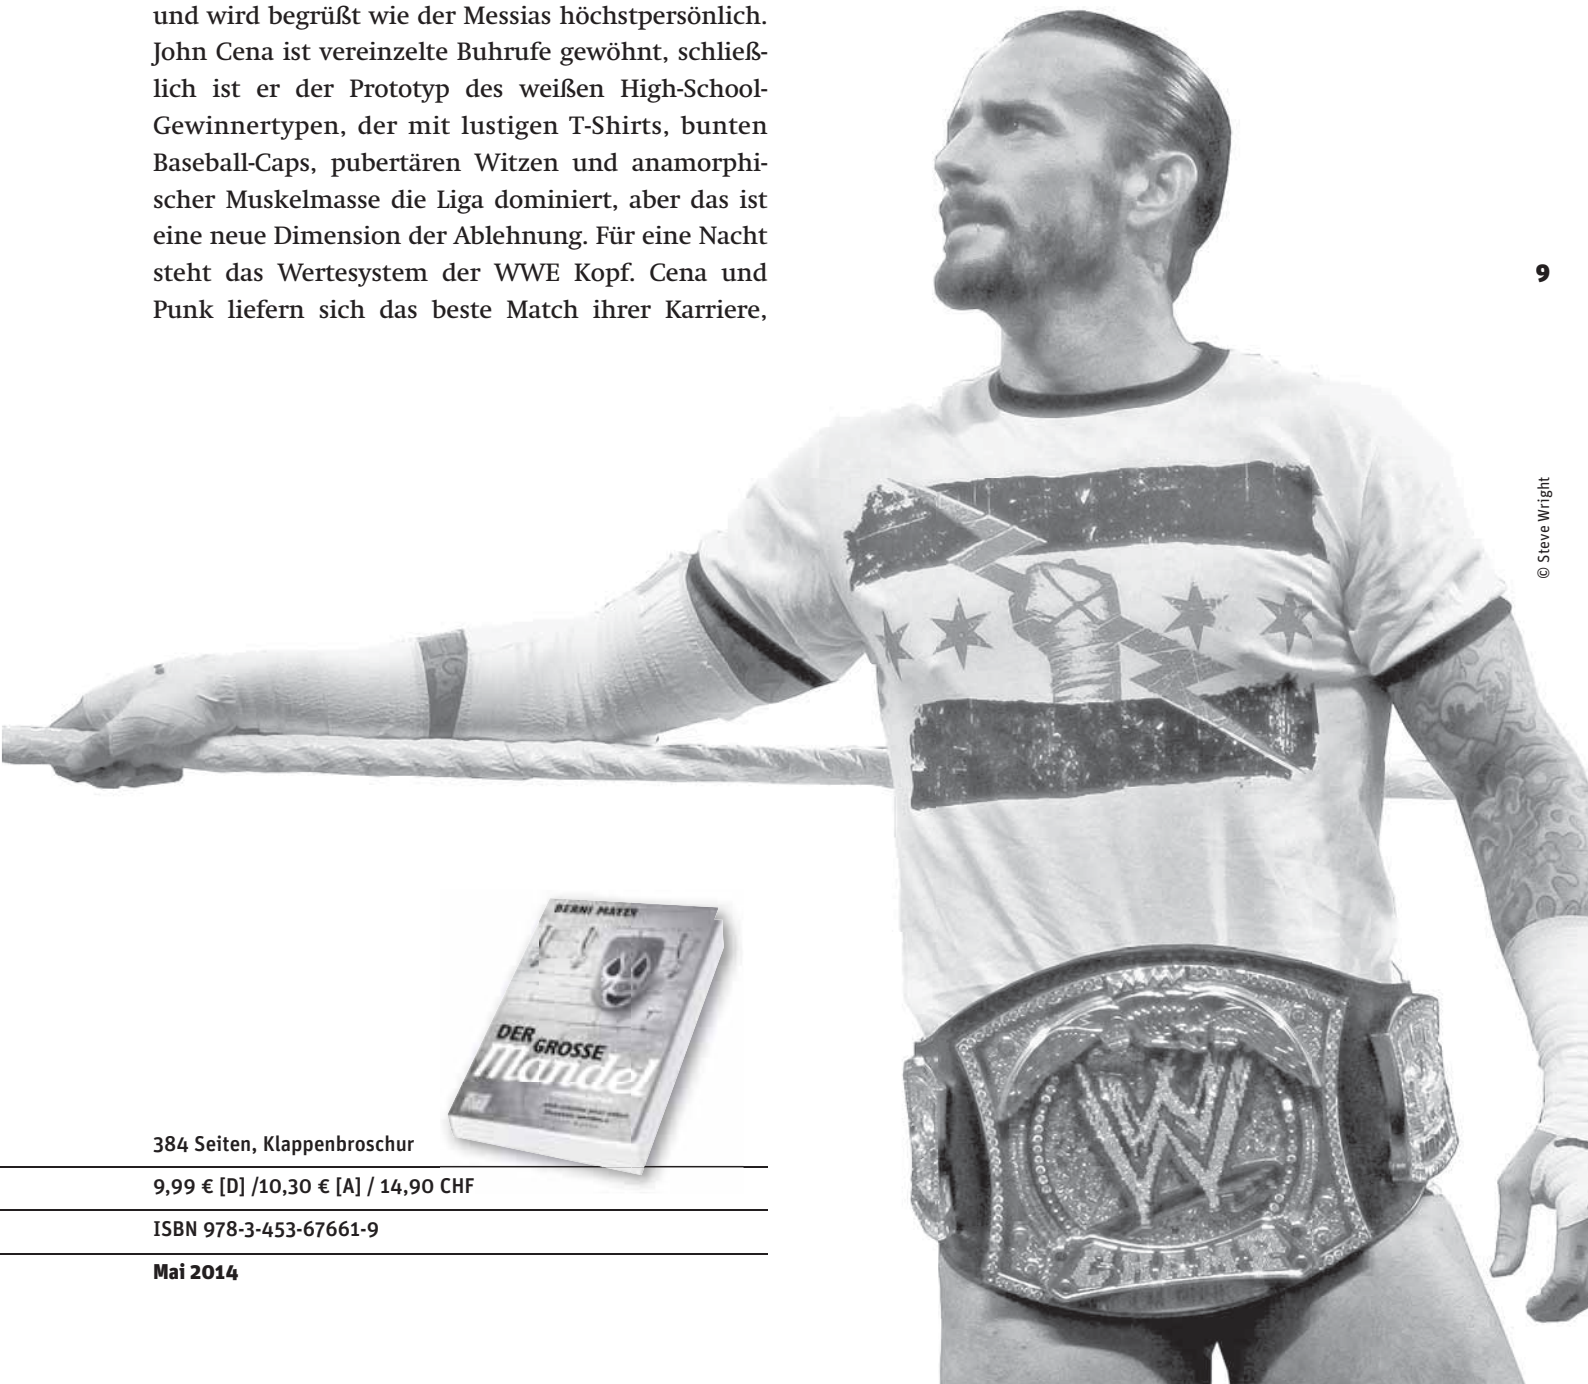 und wird begrüßt wie der Messias höchstpersönlich.
John Cena ist vereinzelte Buhrufe gewöhnt, schließ-
lich ist er der Prototyp des weißen High-School-
Gewinnertypen, der mit lustigen T-Shirts, bunten
Baseball-Caps, pubertären Witzen und anamorphi-
scher Muskelmasse die Liga dominiert, aber das ist
eine neue Dimension der Ablehnung. Für eine Nacht
steht das Wertesystem der WWE Kopf. Cena und
Punk liefern sich das beste Match ihrer Karriere,
9
© Steve Wright
BERNI MAYER
DER
GROSSE
Mandel
384 Seiten, Klappenbroschur
9,99 € [D] /10,30 € [A] / 14,90 CHF
ISBN 978-3-453-67661-9
Mai 2014
W
CHAMP